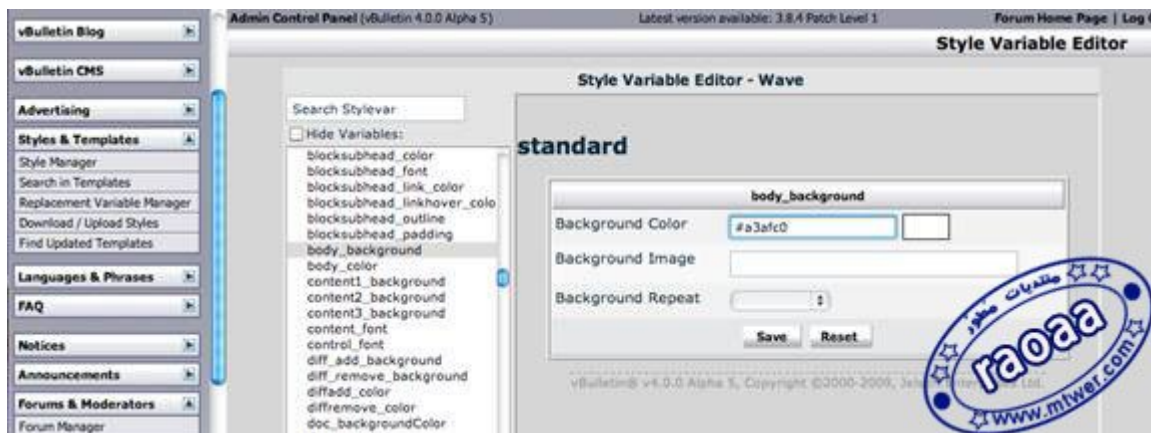 Admin Control Panel (vBulletin 4.0.0 Alpha 5)
Latest version available: 3.8.4 Patch Level 1
Forum Home Page | Log
Style Variable Editor
vBulletin Blog
vBulletin CMS
Advertising
Styles & Templates
Style Manager
Search in Templates
Replacement Variable Manager
Download / Upload Styles
Find Updated Templates
Languages & Phrases
FAQ
Notices
Announcements
Forums & Moderators
Forum Manager
Style Variable Editor - Wave
Search Stylevar
Hide Variables:
blocksubhead_color
blocksubhead_font
blocksubhead_link_color
blocksubhead_linkhover_colo
blocksubhead_outline
blocksubhead_padding
body_background
body_color
content1_background
content2_background
content3_background
content_font
control_font
diff_add_background
diff_remove_background
diffadd_color
diffremove_color
doc_backgroundColor
standard
body_background
Background Color
#a3afc0
Background Image
Background Repeat
Save Reset
vBulletin® v4.0.0 Alpha 5, Copyright ©2000-2009, Ltd.
منتديات مطور
raoaa
www.mtwer.com